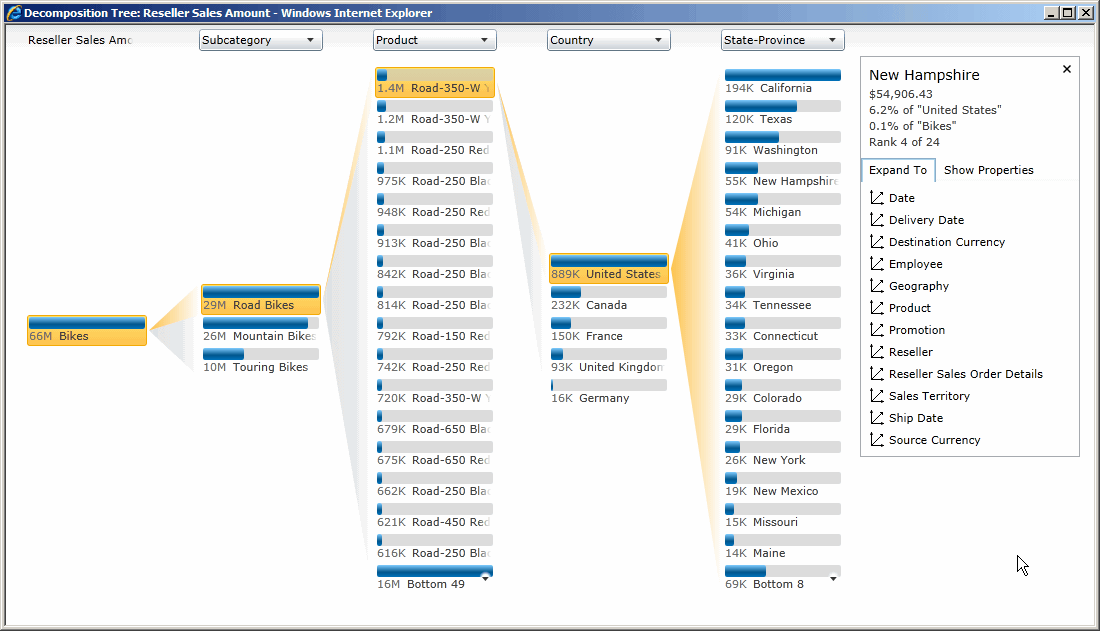 Decomposition Tree: Reseller Sales Amount - Windows Internet Explorer
Reseller Sales
Subcategory
Product
Country
State-Province
66M Bikes
29M Road Bikes
26M Mountain Bikes
10M Touring Bikes
1.4M Road-350-W
1.2M Road-350-W
1.1M Road-250 Red
975K Road-250
948K Road-250 Red
913K Road-250
842K Road-250
814K Road-250
792K Road-150 Red
742K Road-250 Red
720K Road-350-W
679K Road-650
675K Road-650 Red
662K Road-250
621K Road-450 Red
616K Road-250
16M Bottom 49
889K United States
232K Canada
150K France
93K United Kingdom
16K Germany
194K California
120K Texas
91K Washington
55K New Hampshire
54K Michigan
41K Ohio
36K Virginia
34K Tennessee
33K Connecticut
31K Oregon
29K Colorado
29K Florida
26K New York
19K New Mexico
15K Missouri
14K Maine
69K Bottom 8
New Hampshire
$54,906.43
6.2% of "United States"
0.1% of "Bikes"
Rank 4 of 24
Expand To
Show Properties
Date
Delivery Date
Destination Currency
Employee
Geography
Product
Promotion
Reseller
Reseller Sales Order Details
Sales Territory
Ship Date
Source Currency